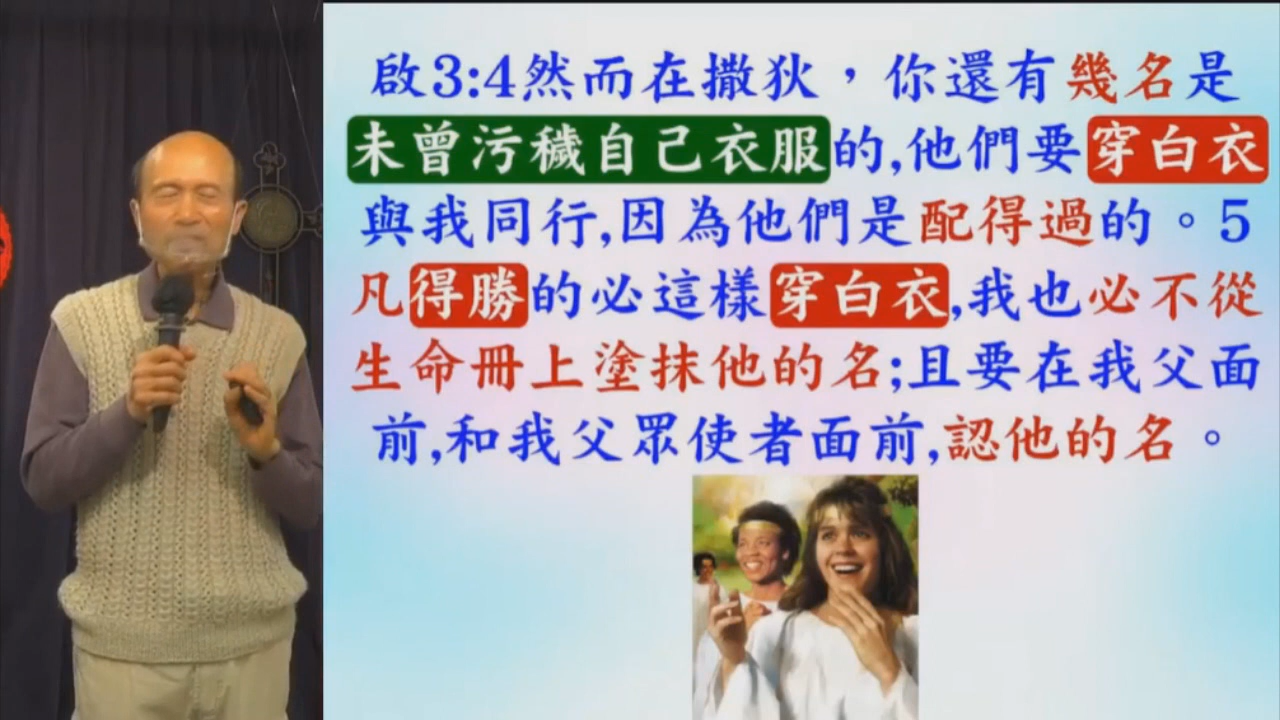 啟3:4然而在撒狄，你還有幾名是
未曾污穢自己衣服的,他們要穿白衣
與我同行,因為他們是配得過的。5
凡得勝的必這樣穿白衣,我也必不從
生命冊上塗抹他的名;且要在我父面
前,和我父眾使者面前,認他的名。